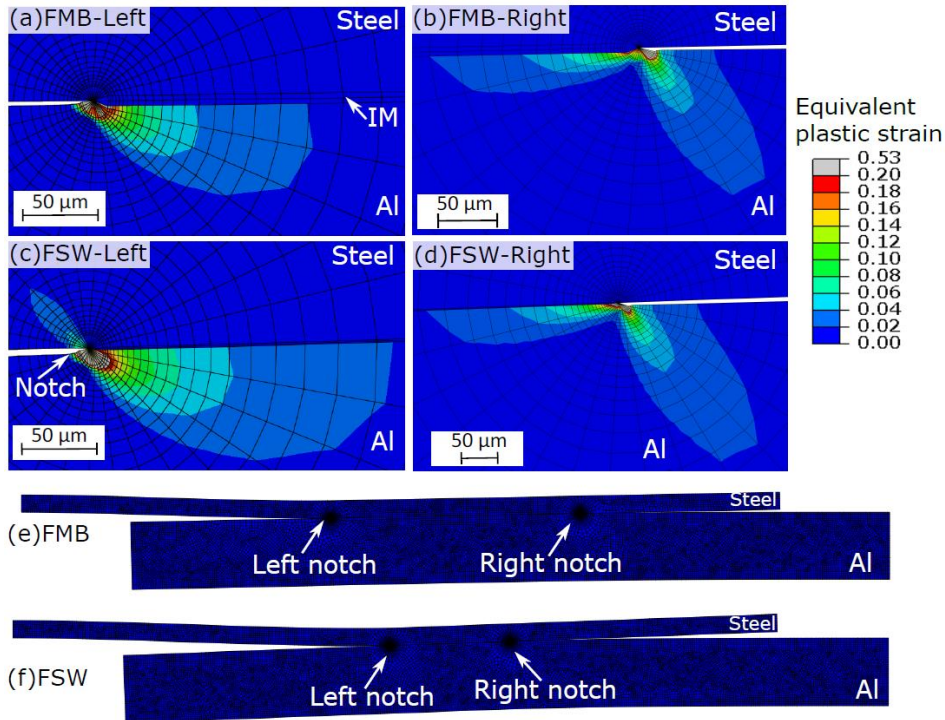 (a)FMB-Left
Steel
IM
50 μm
Al
(b)FMB-Right
Steel
50 μm
Al
Equivalent
plastic strain
0.53
0.20
0.18
0.16
0.14
0.12
0.10
0.08
0.06
0.04
0.02
0.00
(c)FSW-Left
Steel
Notch
50 μm
Al
(d)FSW-Right
Steel
50 μm
Al
(e)FMB
Steel
Left notch
Right notch
Al
(f)FSW
Steel
Left notch
Right notch
Al